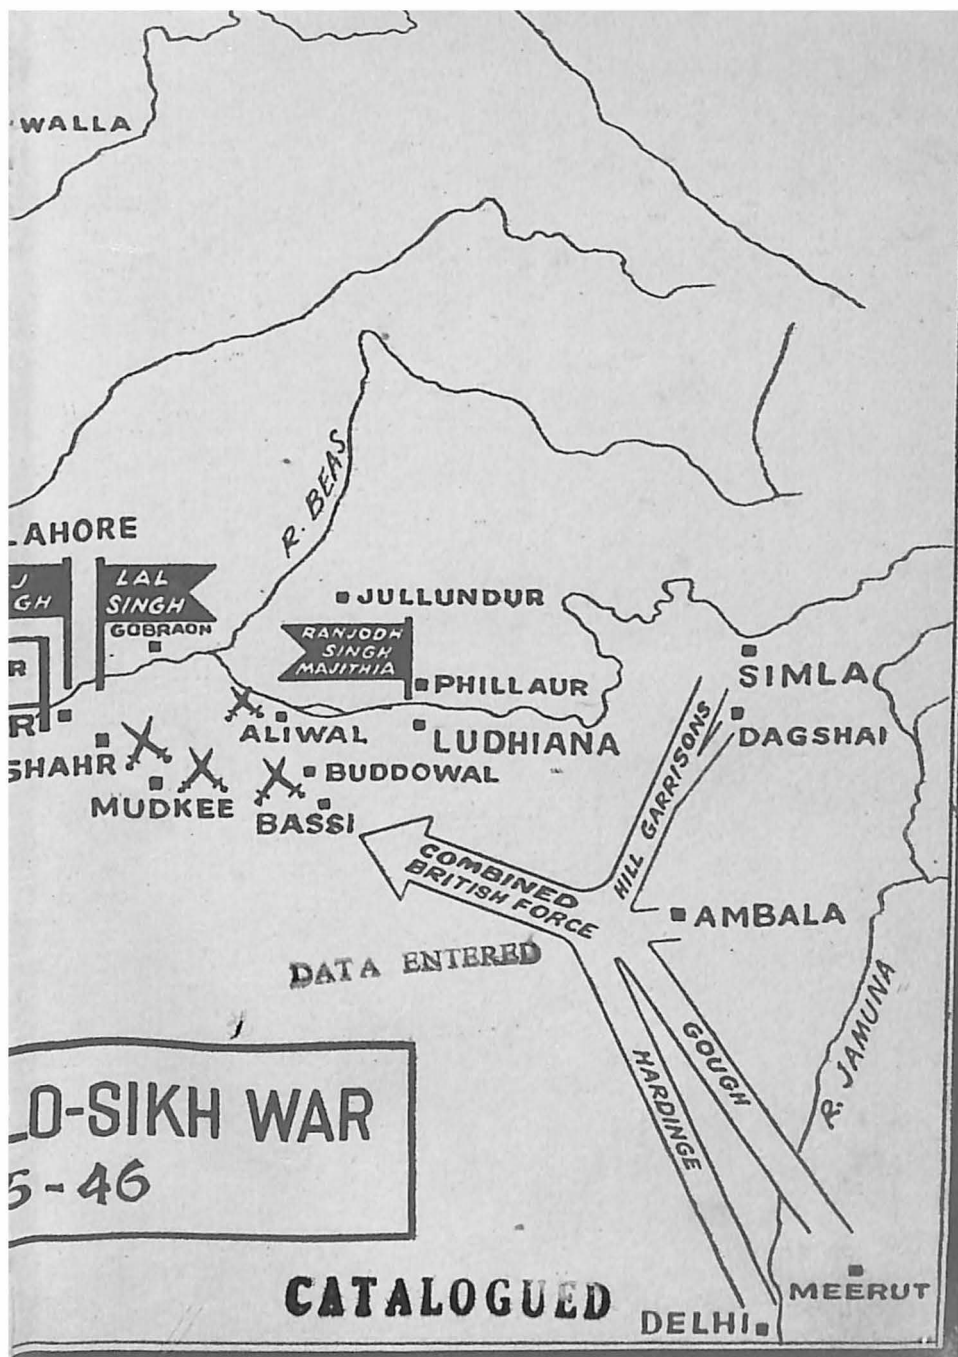 WALLA
R. BEAS
LAHORE
J
GH
LAL
SINGH
GOBRAON
JULLUNDUR
RANJODH
SINGH
MAJITHIA
PHILLAUR
R
R
SIMLA
DAGSHAI
ALIWAL
LUDHIANA
SHAHR
MUDKEE
BUDDOWAL
BASSI
HILL GARRISONS
COMBINED
BRITISH FORCE
AMBALA
DATA ENTERED
R. JAMUNA
GOUGH
HARDINGE
LO-SIKH WAR
5-46
CATALOGUED
MEERUT
DELHI